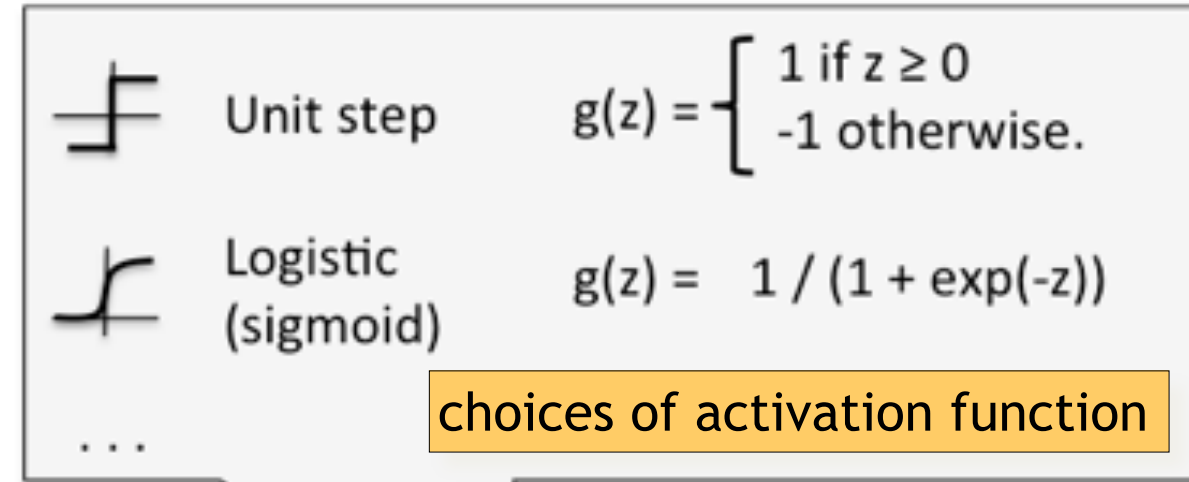 Unit step g(z) = { 1 if z ≥ 0
-1 otherwise.
Logistic
(sigmoid) g(z) = 1 / (1 + exp(-z))
choices of activation function
. . .